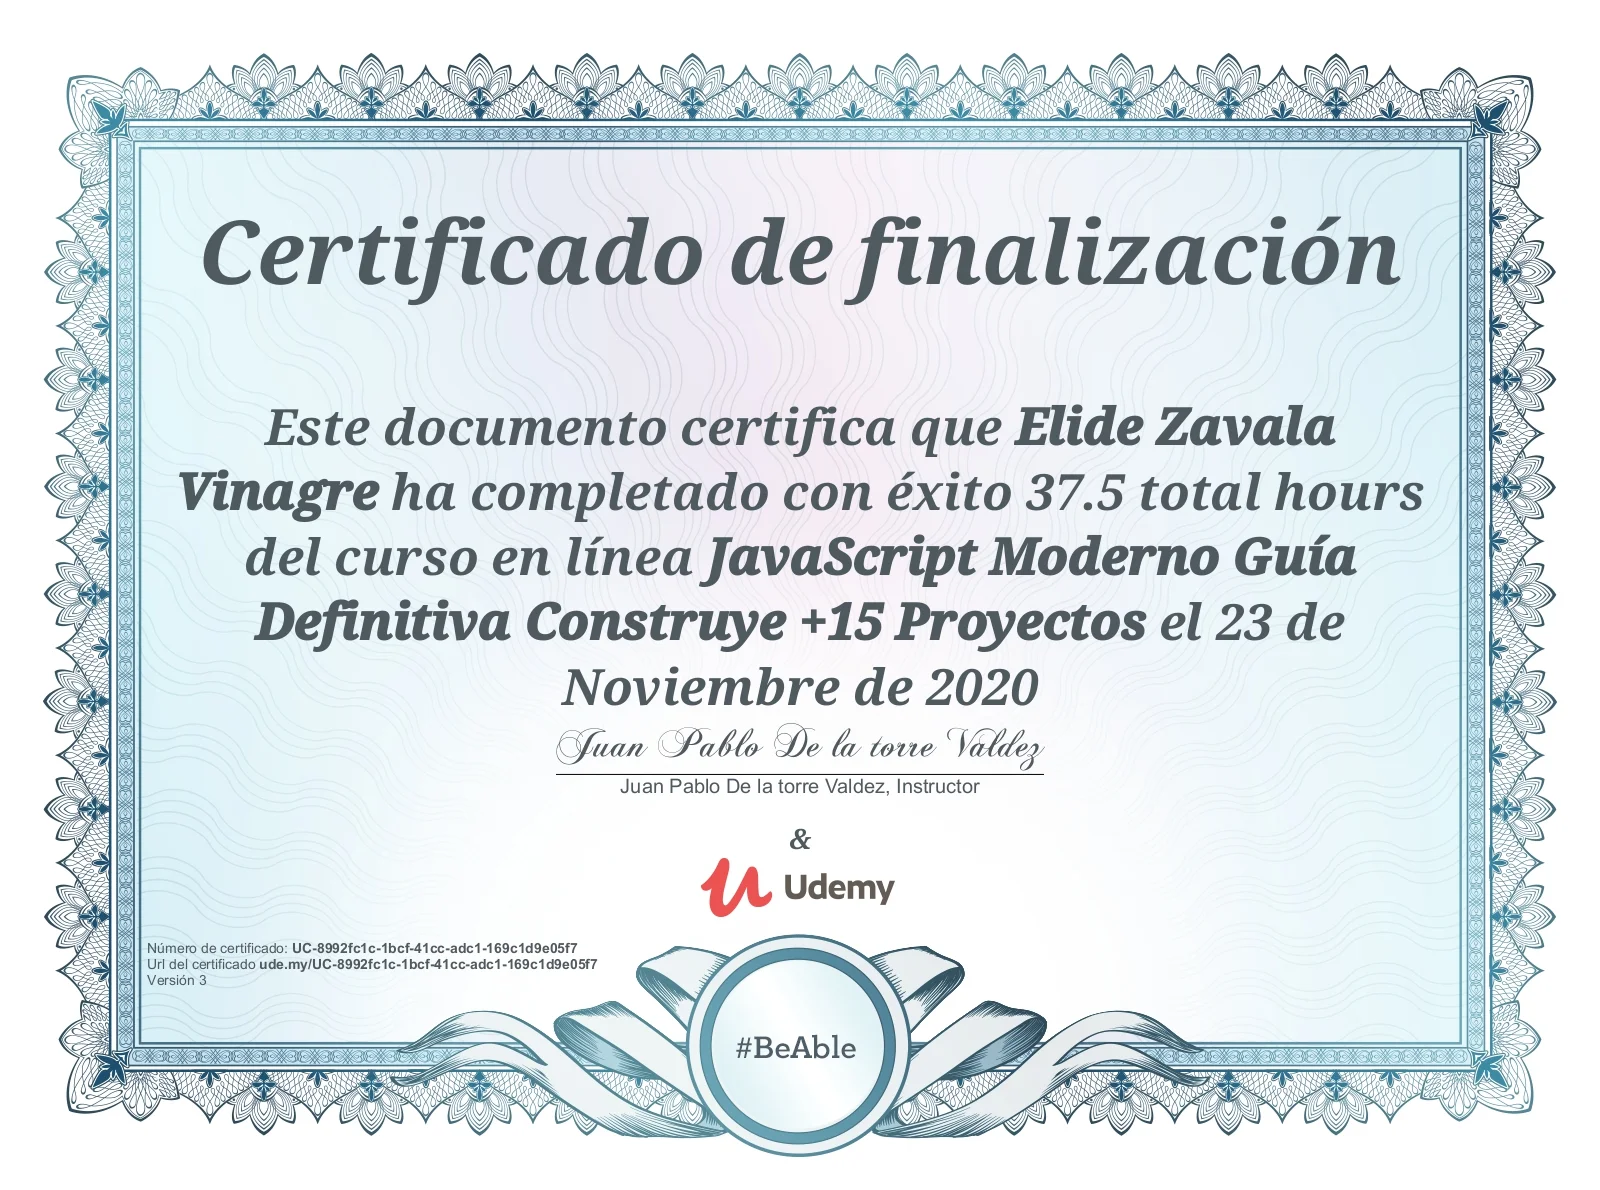 Certificado de finalización
Este documento certifica que Elide Zavala
Vinagre ha completado con éxito 37.5 total hours
del curso en línea JavaScript Moderno Guía
Definitiva Construye +15 Proyectos el 23 de
Noviembre de 2020
Juan Pablo De la torre Valdez
Juan Pablo De la torre Valdez, Instructor
&
Udemy
Número de certificado: UC-8992fc1c-1bcf-41cc-adc1-169c1d9e05f7
Url del certificado ude.my/UC-8992fc1c-1bcf-41cc-adc1-169c1d9e05f7
Versión 3
#BeAble